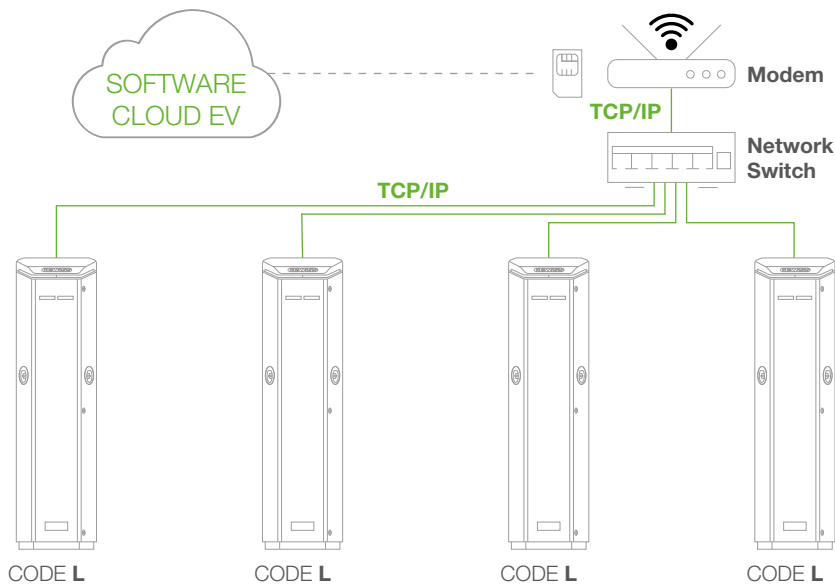 SOFTWARE
CLOUD EV
Modem
TCP/IP
Network
Switch
TCP/IP
CODE L
CODE L
CODE L
CODE L